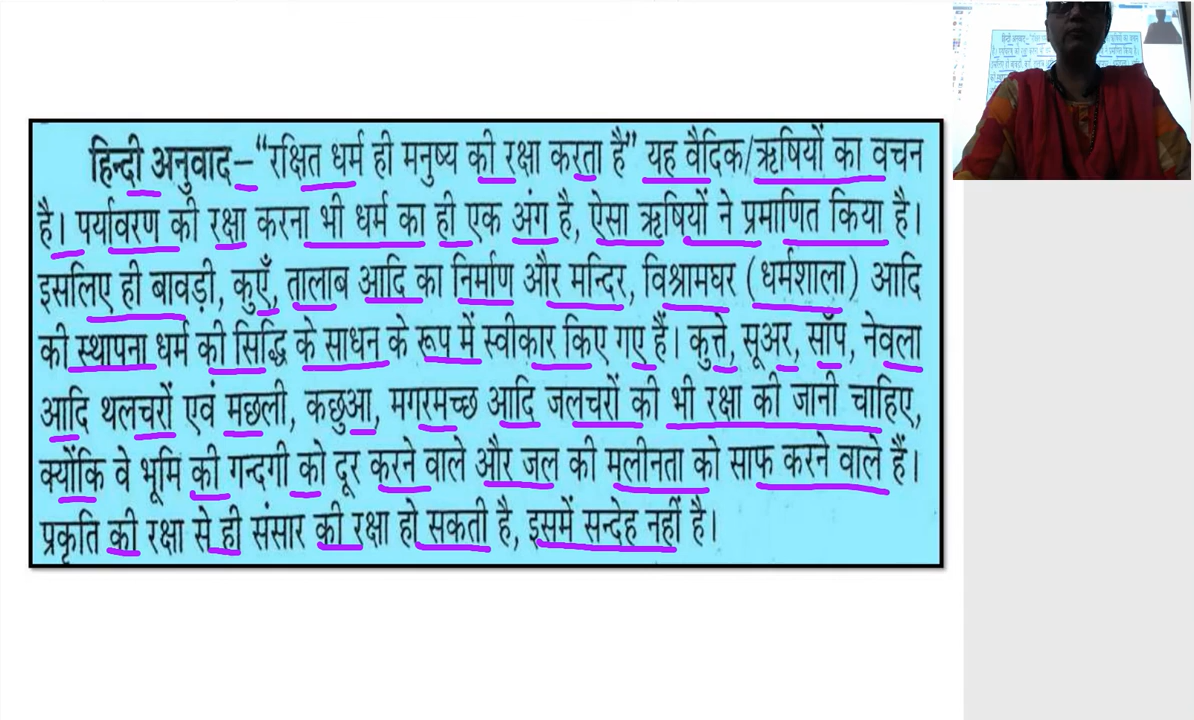 हिन्दी अनुवाद–“रक्षित धर्म ही मनुष्य की रक्षा करता है” यह वैदिक/ऋषियों का वचन
है। पर्यावरण की रक्षा करना भी धर्म का ही एक अंग है, ऐसा ऋषियों ने प्रमाणित किया है।
इसलिए ही बावड़ी, कुएँ, तालाब आदि का निर्माण और मन्दिर, विश्रामघर (धर्मशाला) आदि
की स्थापना धर्म की सिद्धि के साधन के रूप में स्वीकार किए गए हैं। कुत्ते, सूअर, साँप, नेवला
आदि थलचरों एवं मछली, कछुआ, मगरमच्छ आदि जलचरों की भी रक्षा की जानी चाहिए,
क्योंकि वे भूमि की गन्दगी को दूर करने वाले और जल की मलीनता को साफ करने वाले हैं।
प्रकृति की रक्षा से ही संसार की रक्षा हो सकती है, इसमें सन्देह नहीं है।